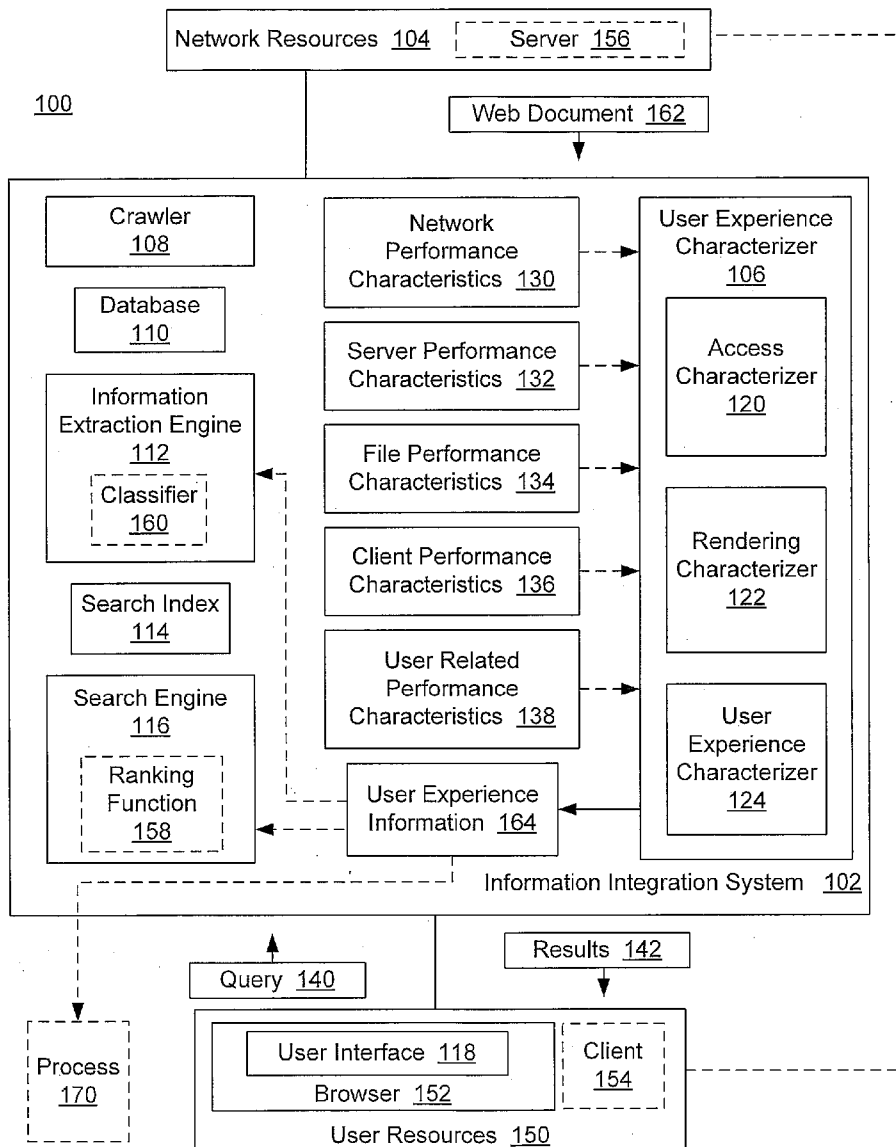 Network Resources 104
Server 156
100
Web Document 162
Crawler
108
Database
110
Information
Extraction Engine
112
Classifier
160
Search Index
114
Search Engine
116
Ranking
Function
158
Network
Performance
Characteristics 130
Server Performance
Characteristics 132
File Performance
Characteristics 134
Client Performance
Characteristics 136
User Related
Performance
Characteristics 138
User Experience
Information 164
User Experience
Characterizer
106
Access
Characterizer
120
Rendering
Characterizer
122
User
Experience
Characterizer
124
Information Integration System 102
Query 140
Results 142
Process
170
User Interface 118
Browser 152
Client
154
User Resources 150